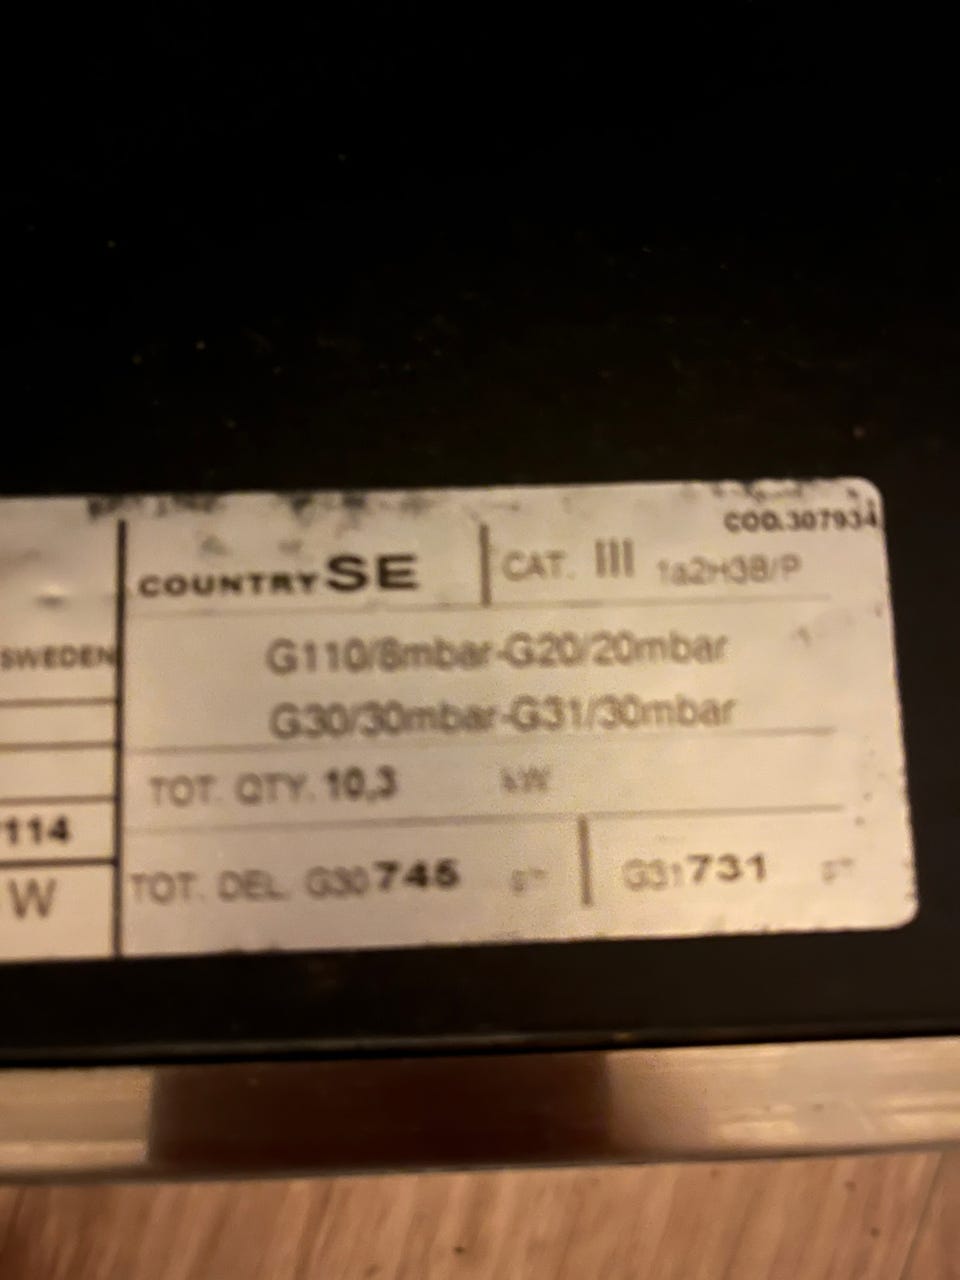 COD.307934
COUNTRY SE
CAT. III 1a2H3B/P
SWEDEN
G110/8mbar-G20/20mbar
G30/30mbar-G31/30mbar
TOT. QTY. 10,3 kW
114
TOT. DEL. G30 745
G31 731
W